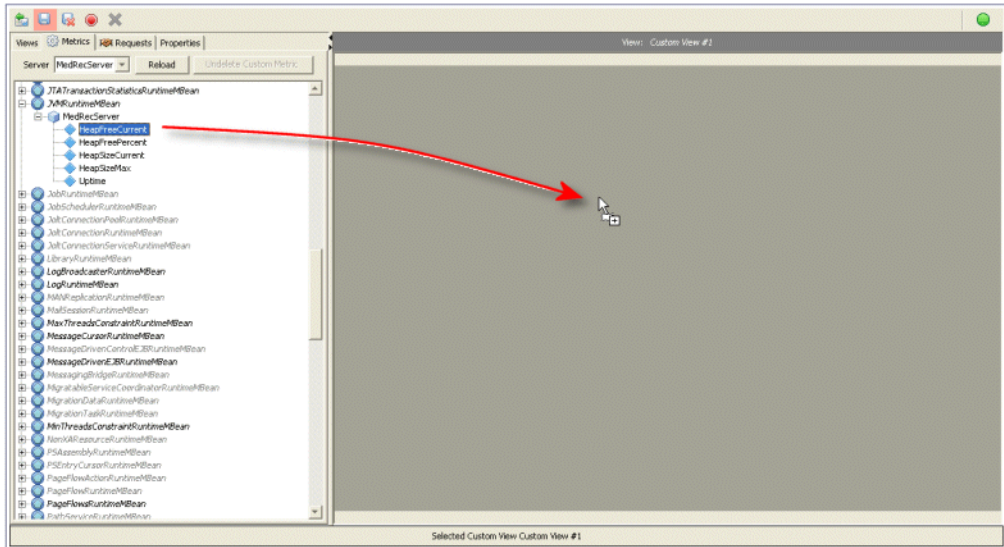 Views Metrics Requests Properties
View: Custom View #1
Server MedRecServer Reload Undelete Custom Metric
JTATransactionStatisticsRuntimeMBean
JVMRuntimeMBean
MedRecServer
HeapFreeCurrent
HeapFreePercent
HeapSizeCurrent
HeapSizeMax
Uptime
JobRuntimeMBean
JobSchedulerRuntimeMBean
JoltConnectionPoolRuntimeMBean
JoltConnectionRuntimeMBean
JoltConnectionServiceRuntimeMBean
LibraryRuntimeMBean
LogBroadcasterRuntimeMBean
LogRuntimeMBean
MANReplicationRuntimeMBean
MailSessionRuntimeMBean
MaxThreadsConstraintRuntimeMBean
MessageCursorRuntimeMBean
MessageDrivenControlEJBRuntimeMBean
MessageDrivenEJBRuntimeMBean
MessagingBridgeRuntimeMBean
MigratableServiceCoordinatorRuntimeMBean
MigrationDataRuntimeMBean
MigrationTaskRuntimeMBean
MinThreadsConstraintRuntimeMBean
NonXAResourceRuntimeMBean
PSAssemblyRuntimeMBean
PSEntryCursorRuntimeMBean
PageFlowActionRuntimeMBean
PageFlowRuntimeMBean
PageFlowsRuntimeMBean
PathServiceRuntimeMBean
Selected Custom View Custom View #1